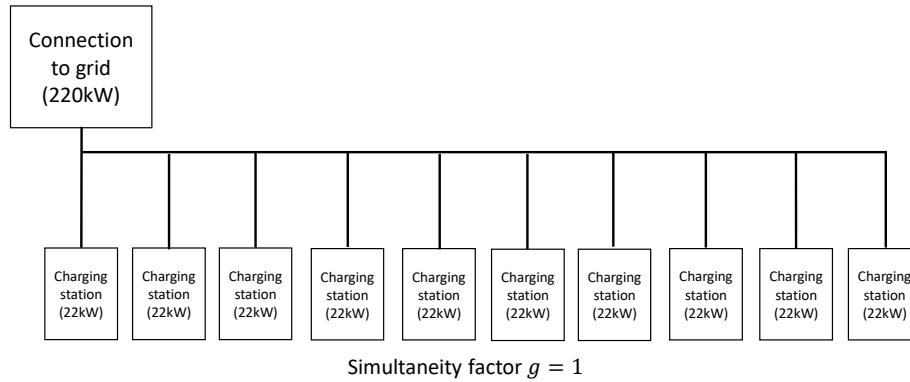 Connection
to grid
(220kW)
Charging
station
(22kW)
Charging
station
(22kW)
Charging
station
(22kW)
Charging
station
(22kW)
Charging
station
(22kW)
Charging
station
(22kW)
Charging
station
(22kW)
Charging
station
(22kW)
Charging
station
(22kW)
Charging
station
(22kW)
Simultaneity factor g = 1